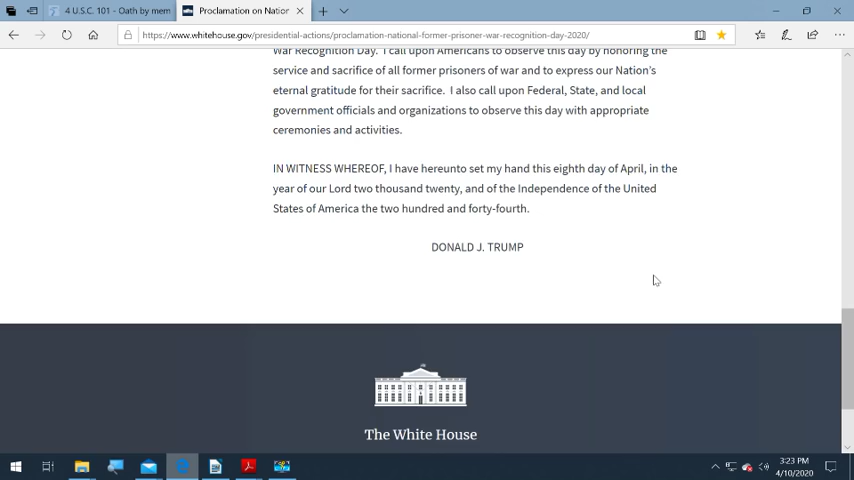 4 U.S.C. 101 - Oath by mem
Proclamation on Nation
https://www.whitehouse.gov/presidential-actions/proclamation-national-former-prisoner-war-recognition-day-2020/
War Recognition Day.  I call upon Americans to observe this day by honoring the
service and sacrifice of all former prisoners of war and to express our Nation's
eternal gratitude for their sacrifice.  I also call upon Federal, State, and local
government officials and organizations to observe this day with appropriate
ceremonies and activities.
IN WITNESS WHEREOF, I have hereunto set my hand this eighth day of April, in the
year of our Lord two thousand twenty, and of the Independence of the United
States of America the two hundred and forty-fourth.
DONALD J. TRUMP
The White House
3:23 PM
4/10/2020